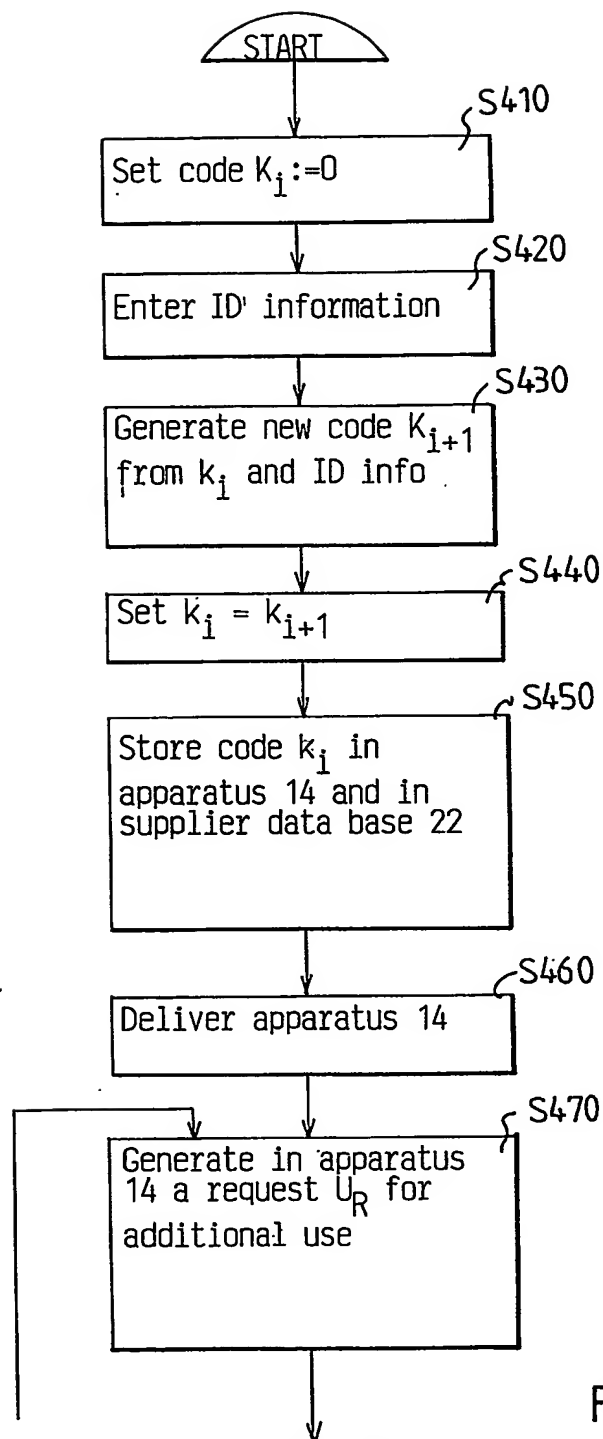 START
S410
Set code K_i:=0
S420
Enter ID' information
S430
Generate new code K_{i+1}
from k_i and ID info
S440
Set k_i = k_{i+1}
S450
Store code k_i in
apparatus 14 and in
supplier data base 22
S460
Deliver apparatus 14
S470
Generate in apparatus
14 a request U_R for
additional use
F